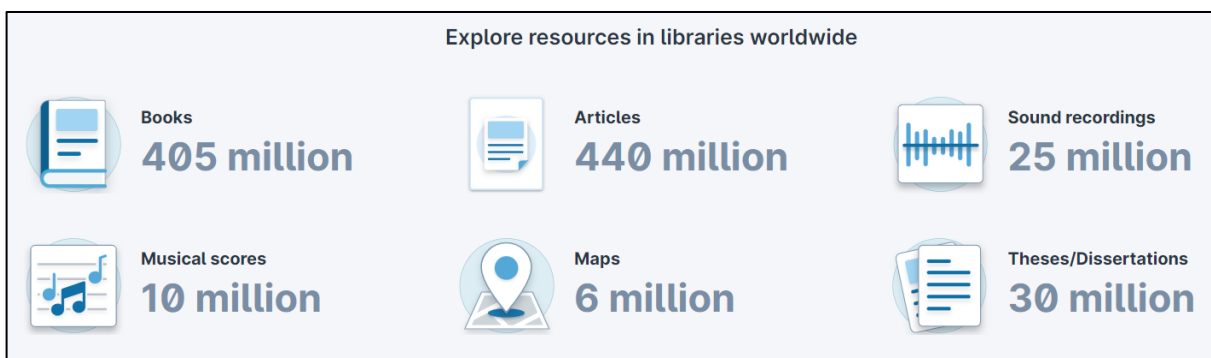 Explore resources in libraries worldwide
Books
405 million
Articles
440 million
Sound recordings
25 million
Musical scores
10 million
Maps
6 million
Theses/Dissertations
30 million